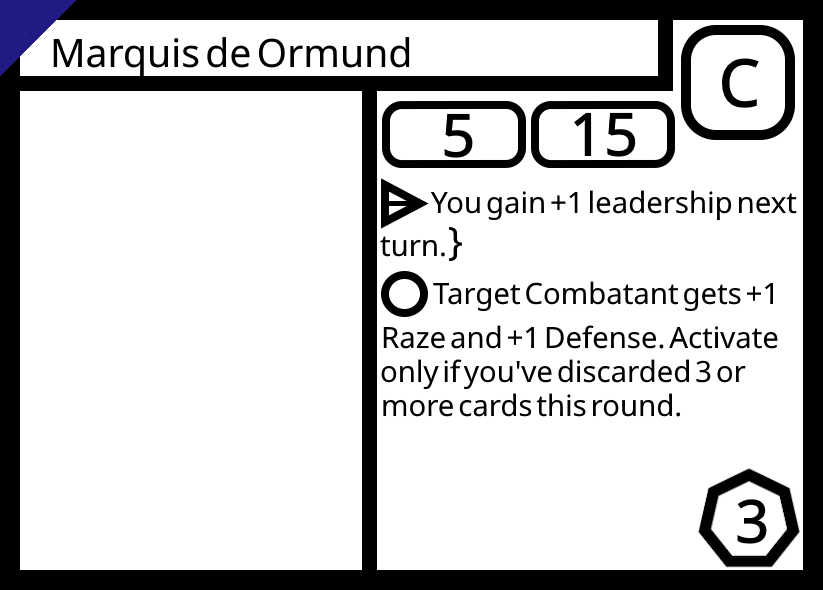 Marquis de Ormund
C
5 15
You gain +1 leadership next
turn.}
Target Combatant gets +1
Raze and +1 Defense. Activate
only if you've discarded 3 or
more cards this round.
3